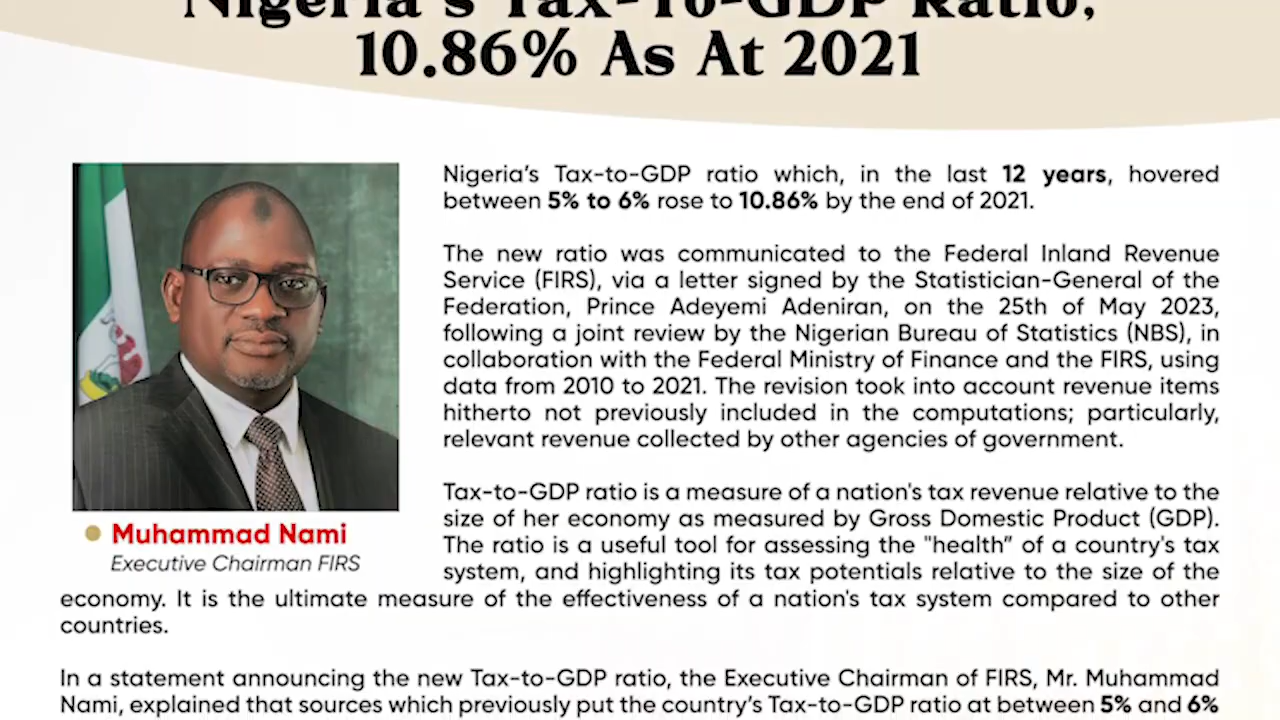 Nigeria's Tax-To-GDP Ratio,
10.86% As At 2021
Nigeria's Tax-to-GDP ratio which, in the last 12 years, hovered
between 5% to 6% rose to 10.86% by the end of 2021.
The new ratio was communicated to the Federal Inland Revenue
Service (FIRS), via a letter signed by the Statistician-General of the
Federation, Prince Adeyemi Adeniran, on the 25th of May 2023,
following a joint review by the Nigerian Bureau of Statistics (NBS), in
collaboration with the Federal Ministry of Finance and the FIRS, using
data from 2010 to 2021. The revision took into account revenue items
hitherto not previously included in the computations; particularly,
relevant revenue collected by other agencies of government.
Muhammad Nami
Executive Chairman FIRS
Tax-to-GDP ratio is a measure of a nation's tax revenue relative to the
size of her economy as measured by Gross Domestic Product (GDP).
The ratio is a useful tool for assessing the "health” of a country's tax
system, and highlighting its tax potentials relative to the size of the
economy. It is the ultimate measure of the effectiveness of a nation's tax system compared to other
countries.
In a statement announcing the new Tax-to-GDP ratio, the Executive Chairman of FIRS, Mr. Muhammad
Nami, explained that sources which previously put the country's Tax-to-GDP ratio at between 5% and 6%